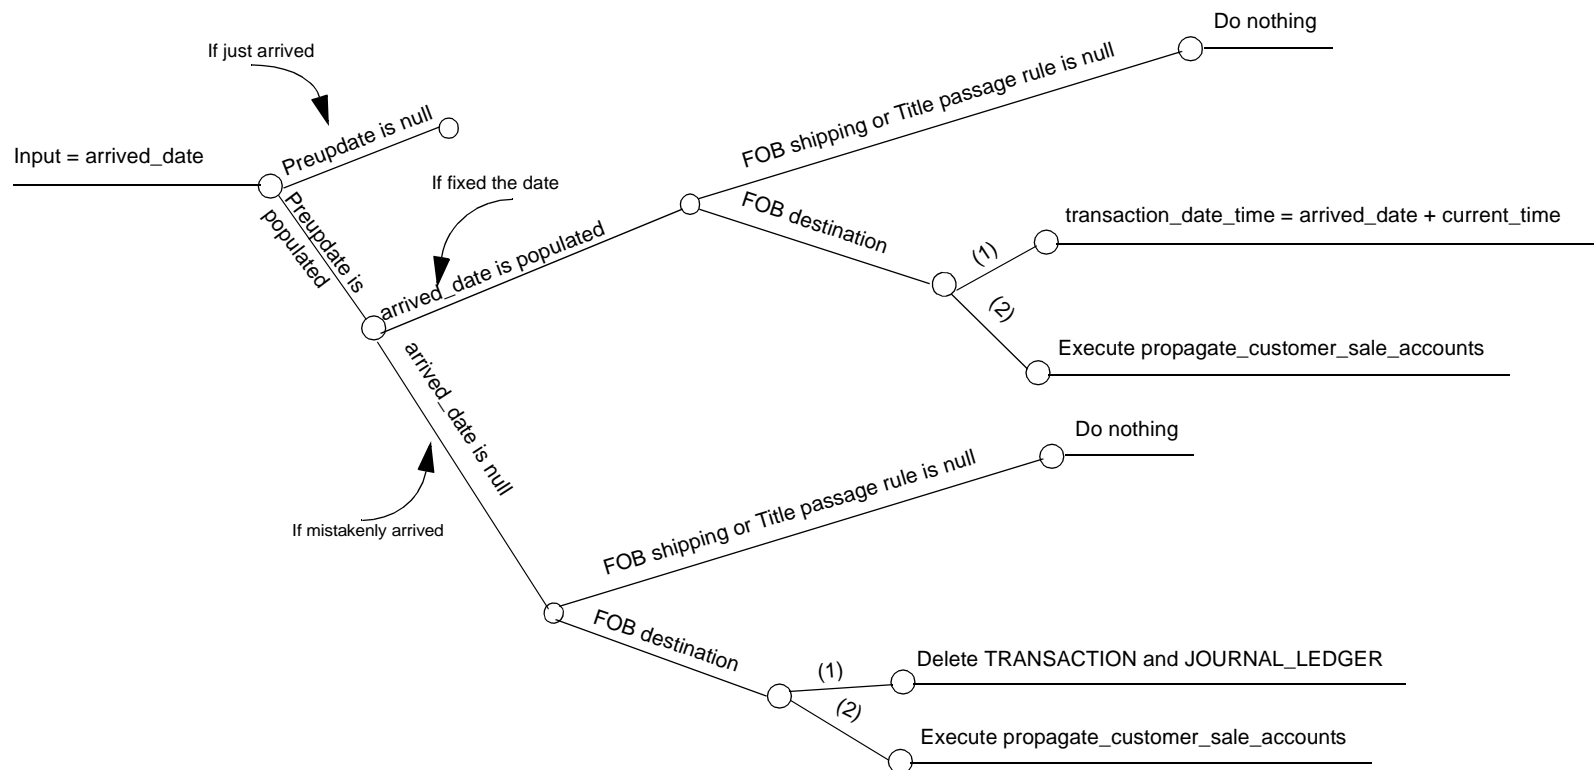 Do nothing
If just arrived
FOB shipping or Title passage rule is null
Preupdate is null
Input = arrived_date
If fixed the date
Preupdate is
populated
FOB destination
transaction_date_time = arrived_date + current_time
(1)
arrived_date is populated
(2)
Execute propagate_customer_sale_accounts
arrived_date is null
Do nothing
FOB shipping or Title passage rule is null
If mistakenly arrived
FOB destination
Delete TRANSACTION and JOURNAL_LEDGER
(1)
(2)
Execute propagate_customer_sale_accounts